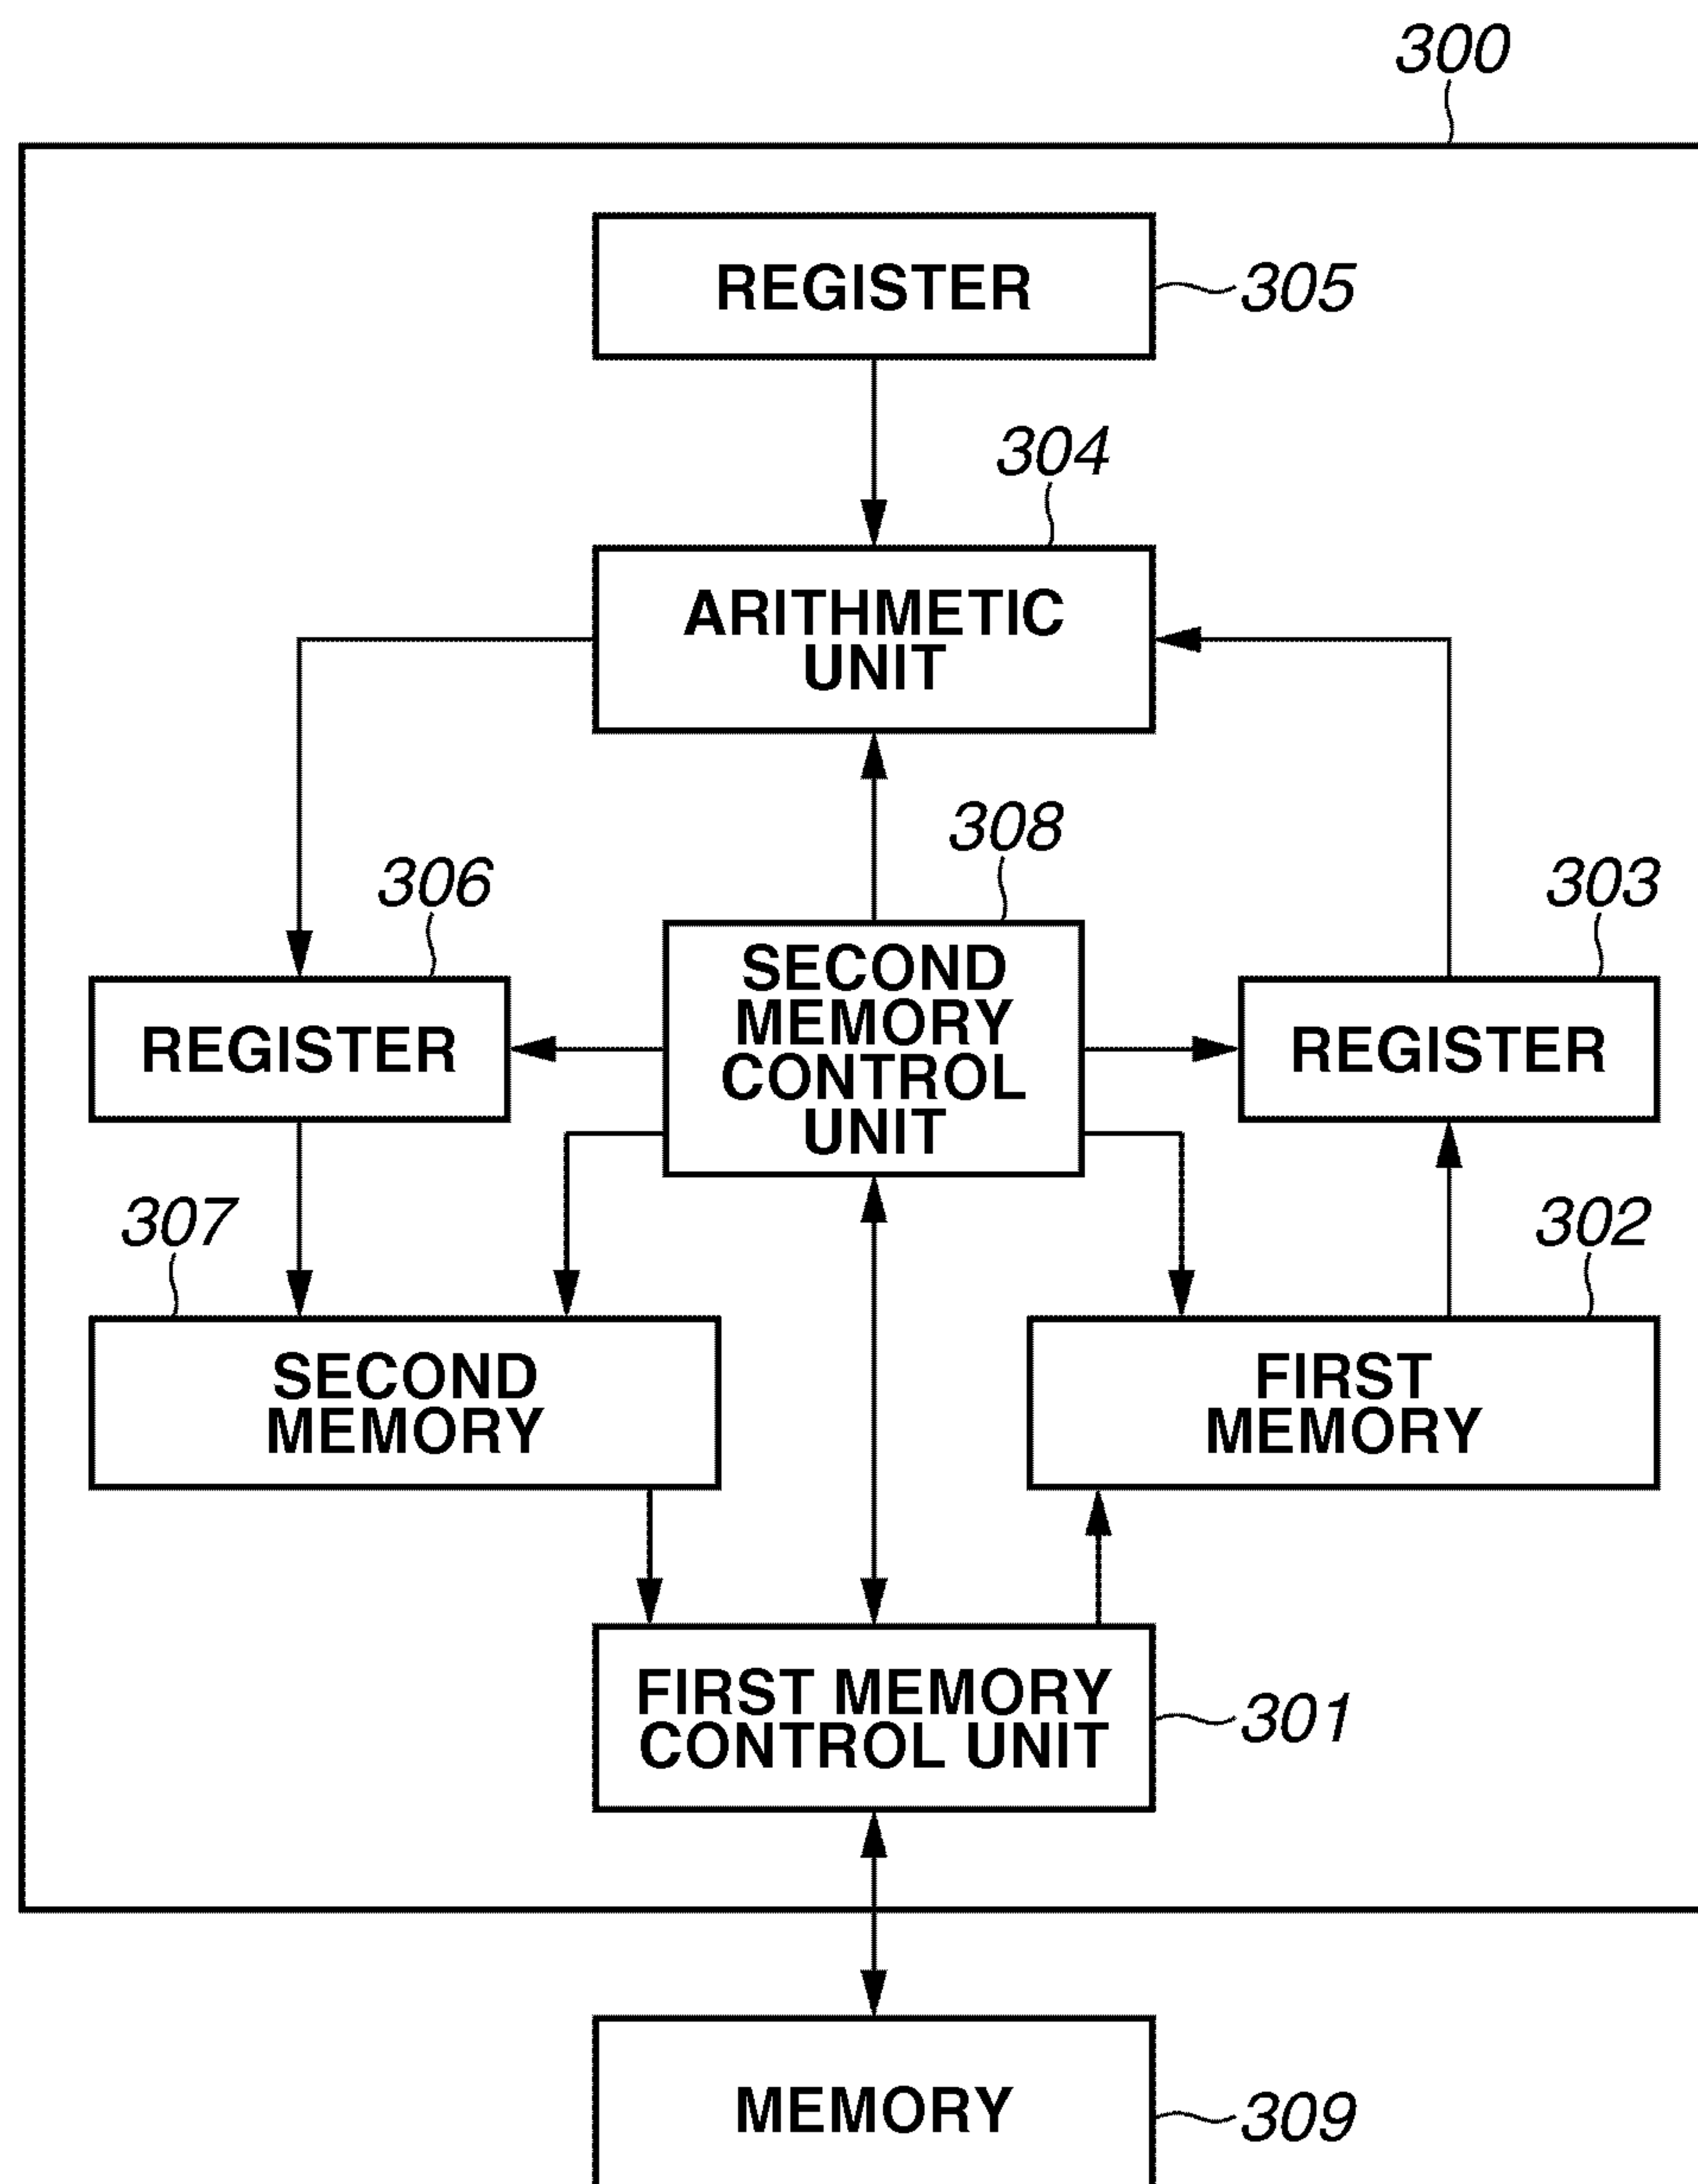 300
REGISTER
305
304
ARITHMETIC
UNIT
308
306
303
SECOND
MEMORY
CONTROL
UNIT
REGISTER
REGISTER
307
302
SECOND
MEMORY
FIRST
MEMORY
FIRST MEMORY
CONTROL UNIT
301
MEMORY
309